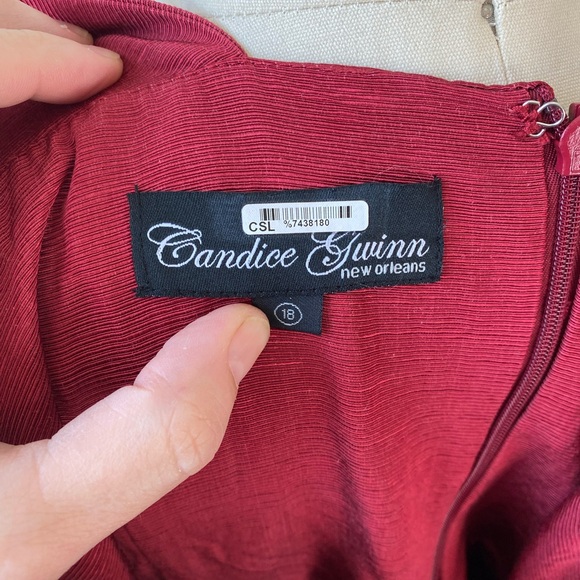 CSL %7438180
Candice Gwinn
new orleans
18